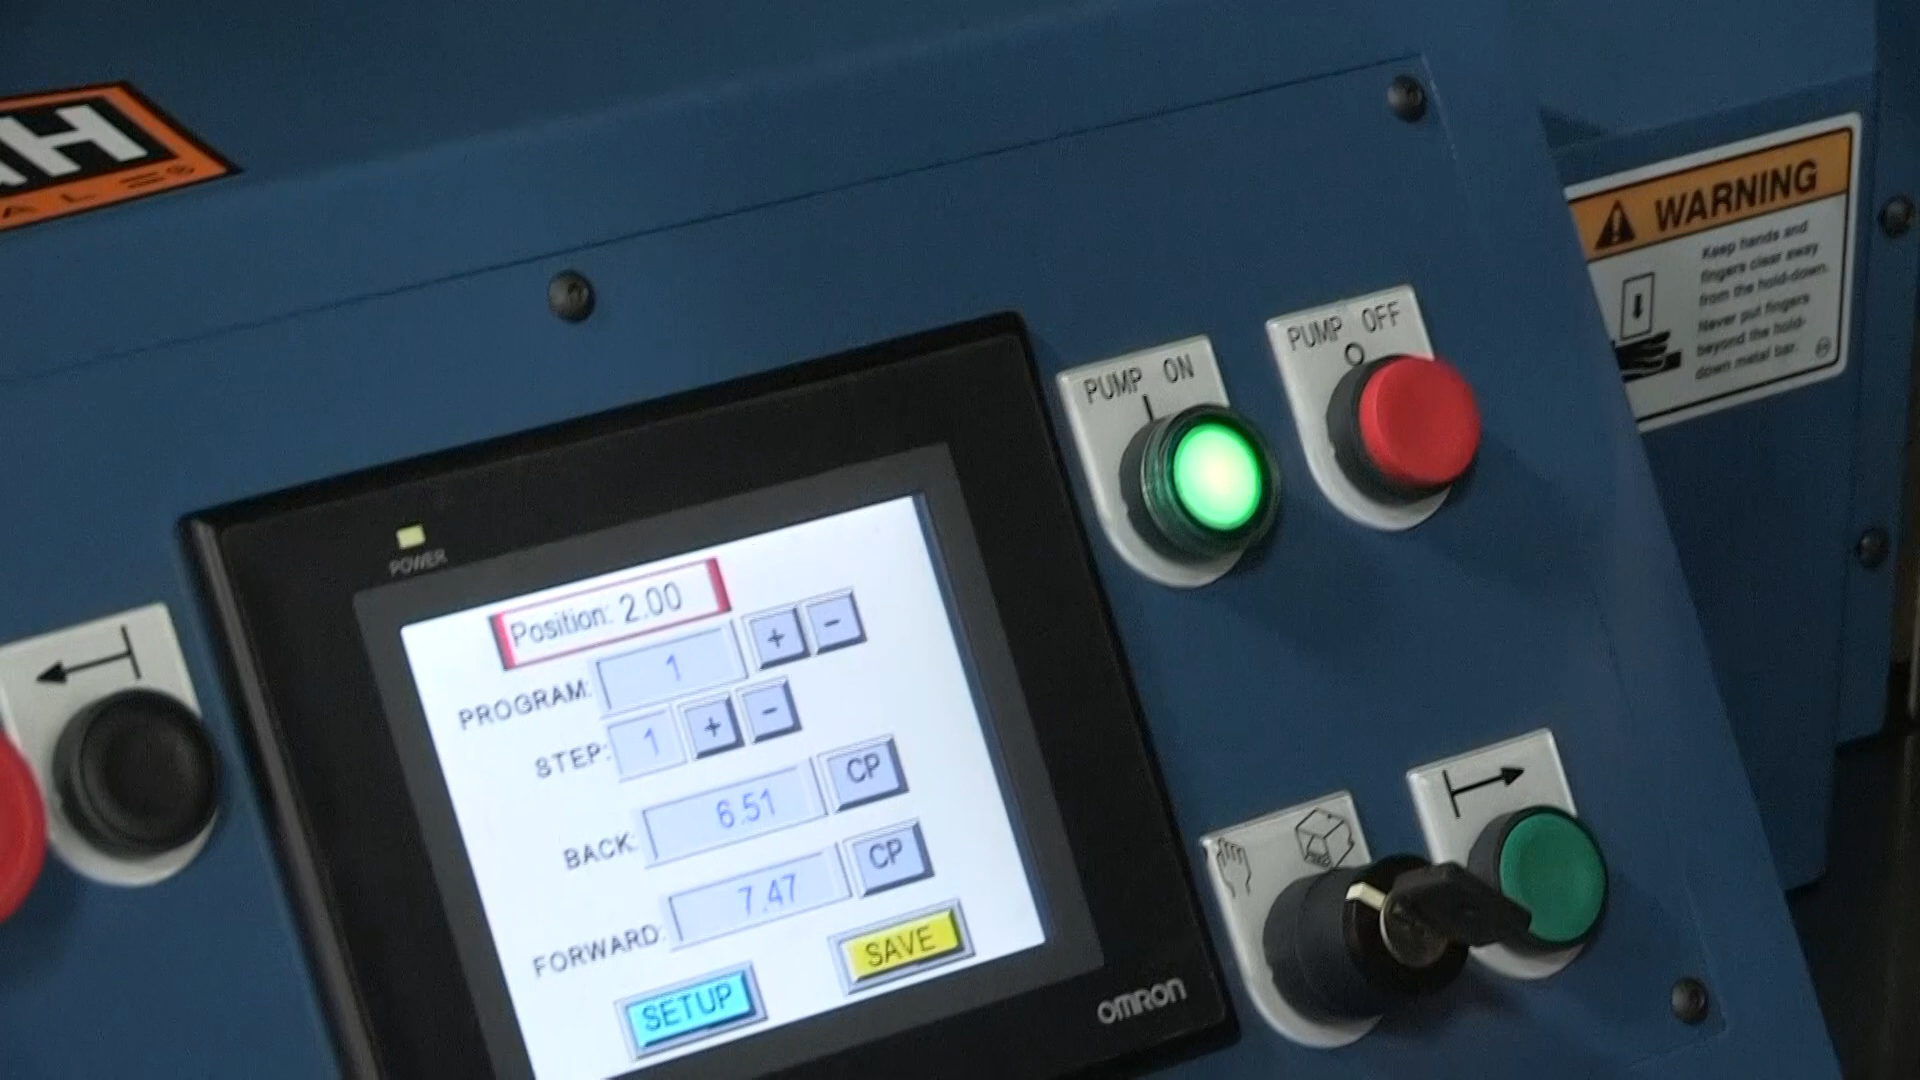 WARNING
Keep hands and
fingers clear away
from the hold-down.
Never put fingers
beyond the hold-
down metal bar.
PUMP OFF
PUMP ON
POWER
Position: 2.00
PROGRAM: 1 + -
STEP: 1 + -
BACK: 6.51 CP
FORWARD: 7.47 CP
SETUP SAVE
OMRON